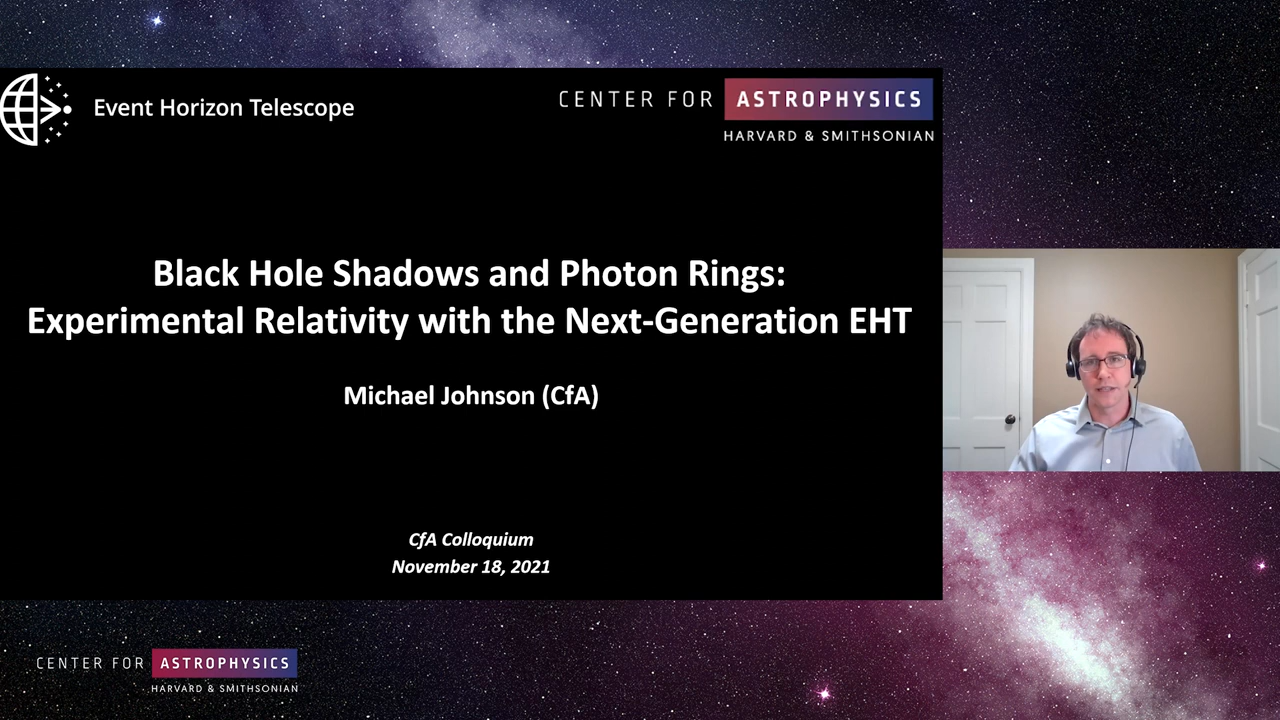 Event Horizon Telescope
CENTER FOR ASTROPHYSICS
HARVARD & SMITHSONIAN
Black Hole Shadows and Photon Rings:
Experimental Relativity with the Next-Generation EHT
Michael Johnson (CfA)
CfA Colloquium
November 18, 2021
CENTER FOR ASTROPHYSICS
HARVARD & SMITHSONIAN